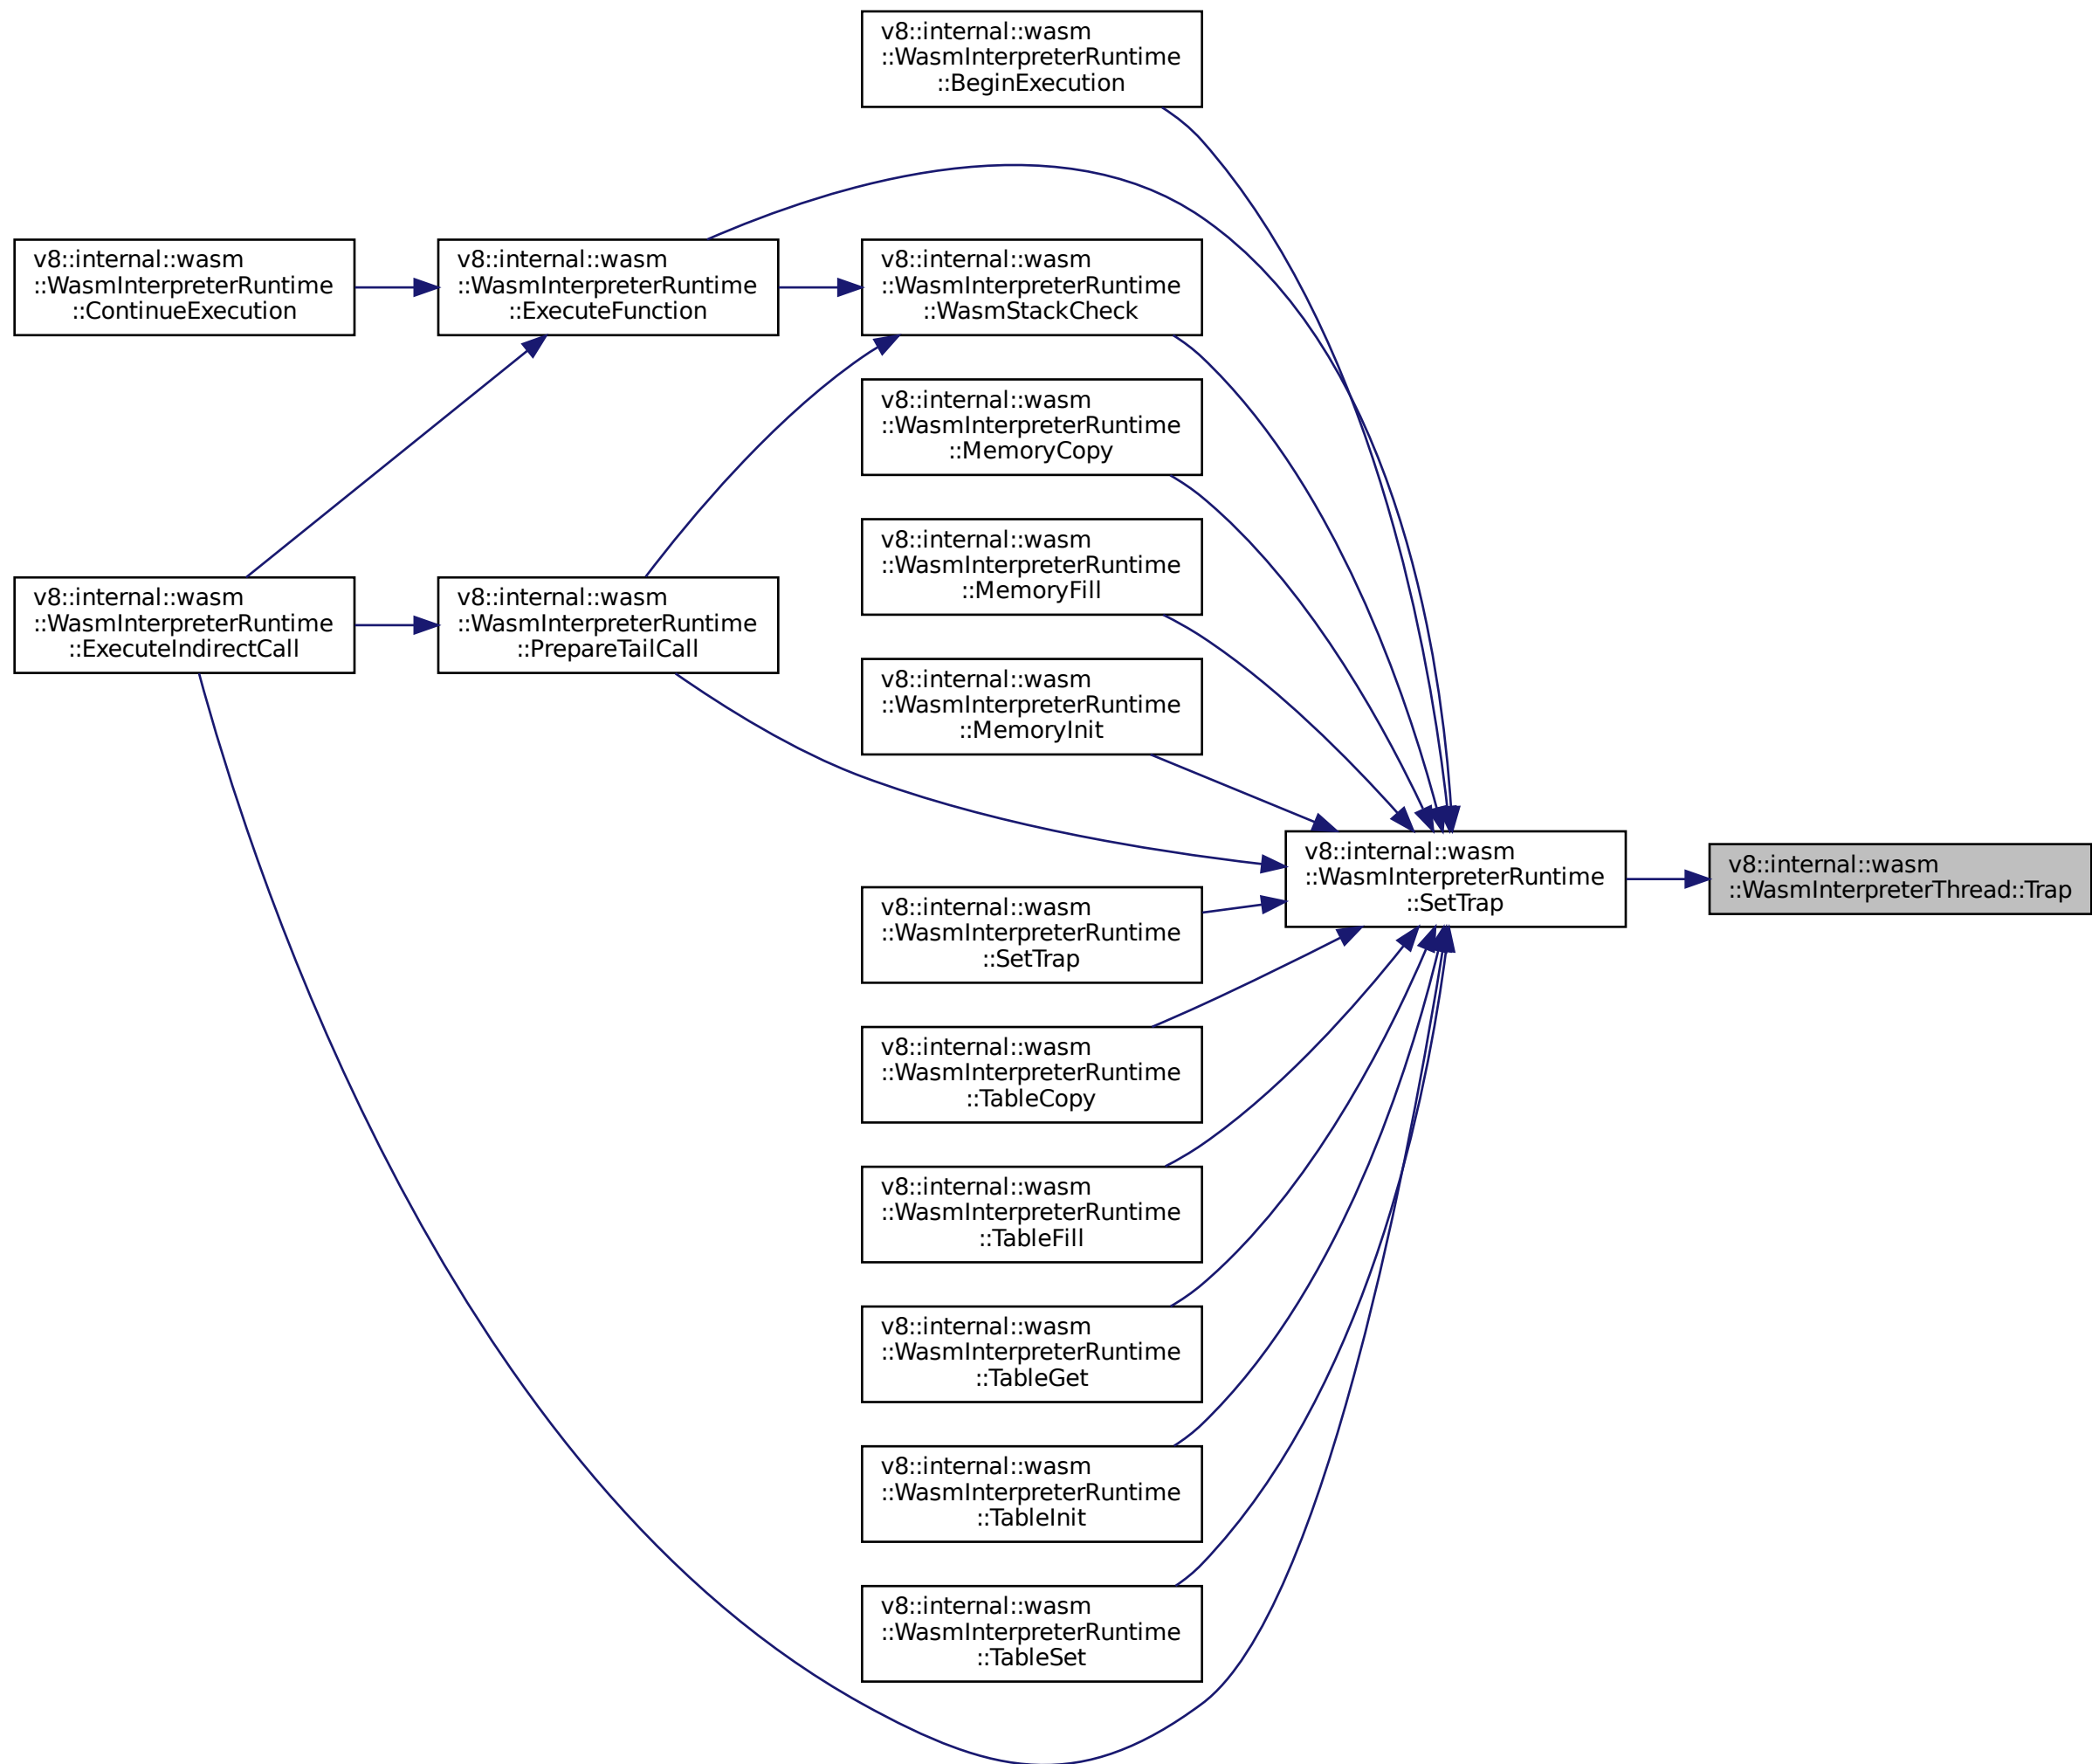 v8::internal::wasm
::WasmInterpreterRuntime
::BeginExecution
v8::internal::wasm
::WasmInterpreterRuntime
::ContinueExecution
v8::internal::wasm
::WasmInterpreterRuntime
::ExecuteFunction
v8::internal::wasm
::WasmInterpreterRuntime
::WasmStackCheck
v8::internal::wasm
::WasmInterpreterRuntime
::MemoryCopy
v8::internal::wasm
::WasmInterpreterRuntime
::MemoryFill
v8::internal::wasm
::WasmInterpreterRuntime
::ExecuteIndirectCall
v8::internal::wasm
::WasmInterpreterRuntime
::PrepareTailCall
v8::internal::wasm
::WasmInterpreterRuntime
::MemoryInit
v8::internal::wasm
::WasmInterpreterRuntime
::SetTrap
v8::internal::wasm
::WasmInterpreterThread::Trap
v8::internal::wasm
::WasmInterpreterRuntime
::SetTrap
v8::internal::wasm
::WasmInterpreterRuntime
::TableCopy
v8::internal::wasm
::WasmInterpreterRuntime
::TableFill
v8::internal::wasm
::WasmInterpreterRuntime
::TableGet
v8::internal::wasm
::WasmInterpreterRuntime
::TableInit
v8::internal::wasm
::WasmInterpreterRuntime
::TableSet